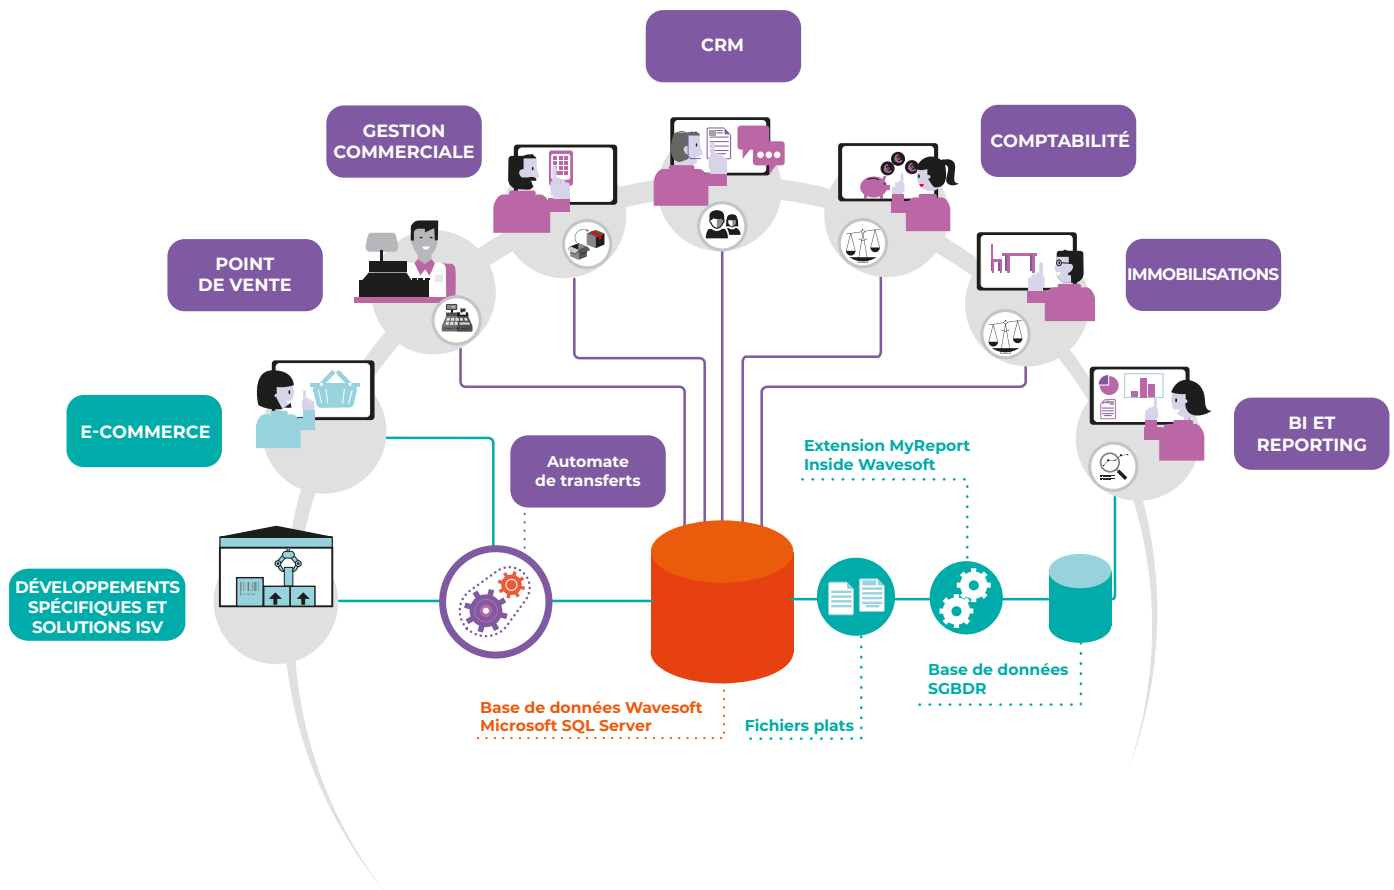 CRM
GESTION
COMMERCIALE
COMPTABILITÉ
POINT
DE VENTE
IMMOBILISATIONS
E-COMMERCE
BI ET
REPORTING
Automate
de transferts
Extension MyReport
Inside Wavesoft
DÉVELOPPEMENTS
SPÉCIFIQUES ET
SOLUTIONS ISV
Base de données Wavesoft
Microsoft SQL Server
Fichiers plats
Base de données
SGBDR